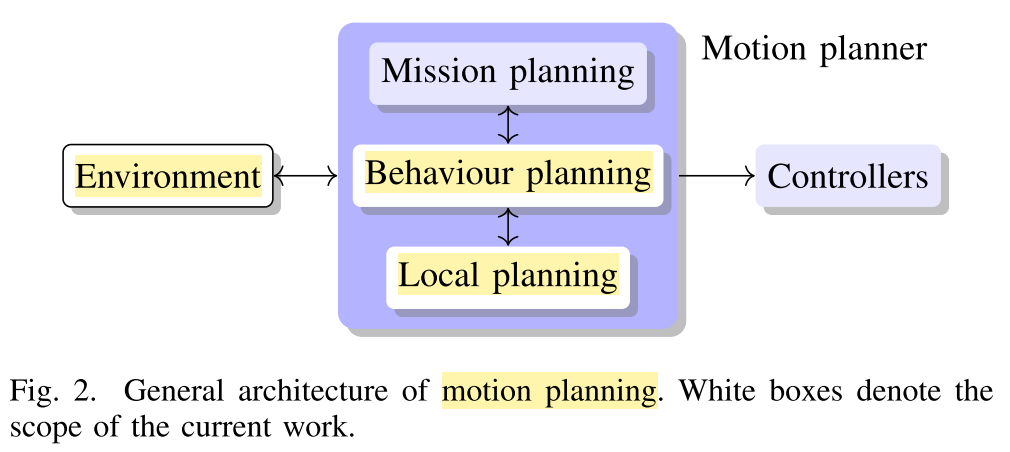 Mission planning
Motion planner
Environment
Behaviour planning
Controllers
Local planning
Fig. 2. General architecture of motion planning. White boxes denote the
scope of the current work.